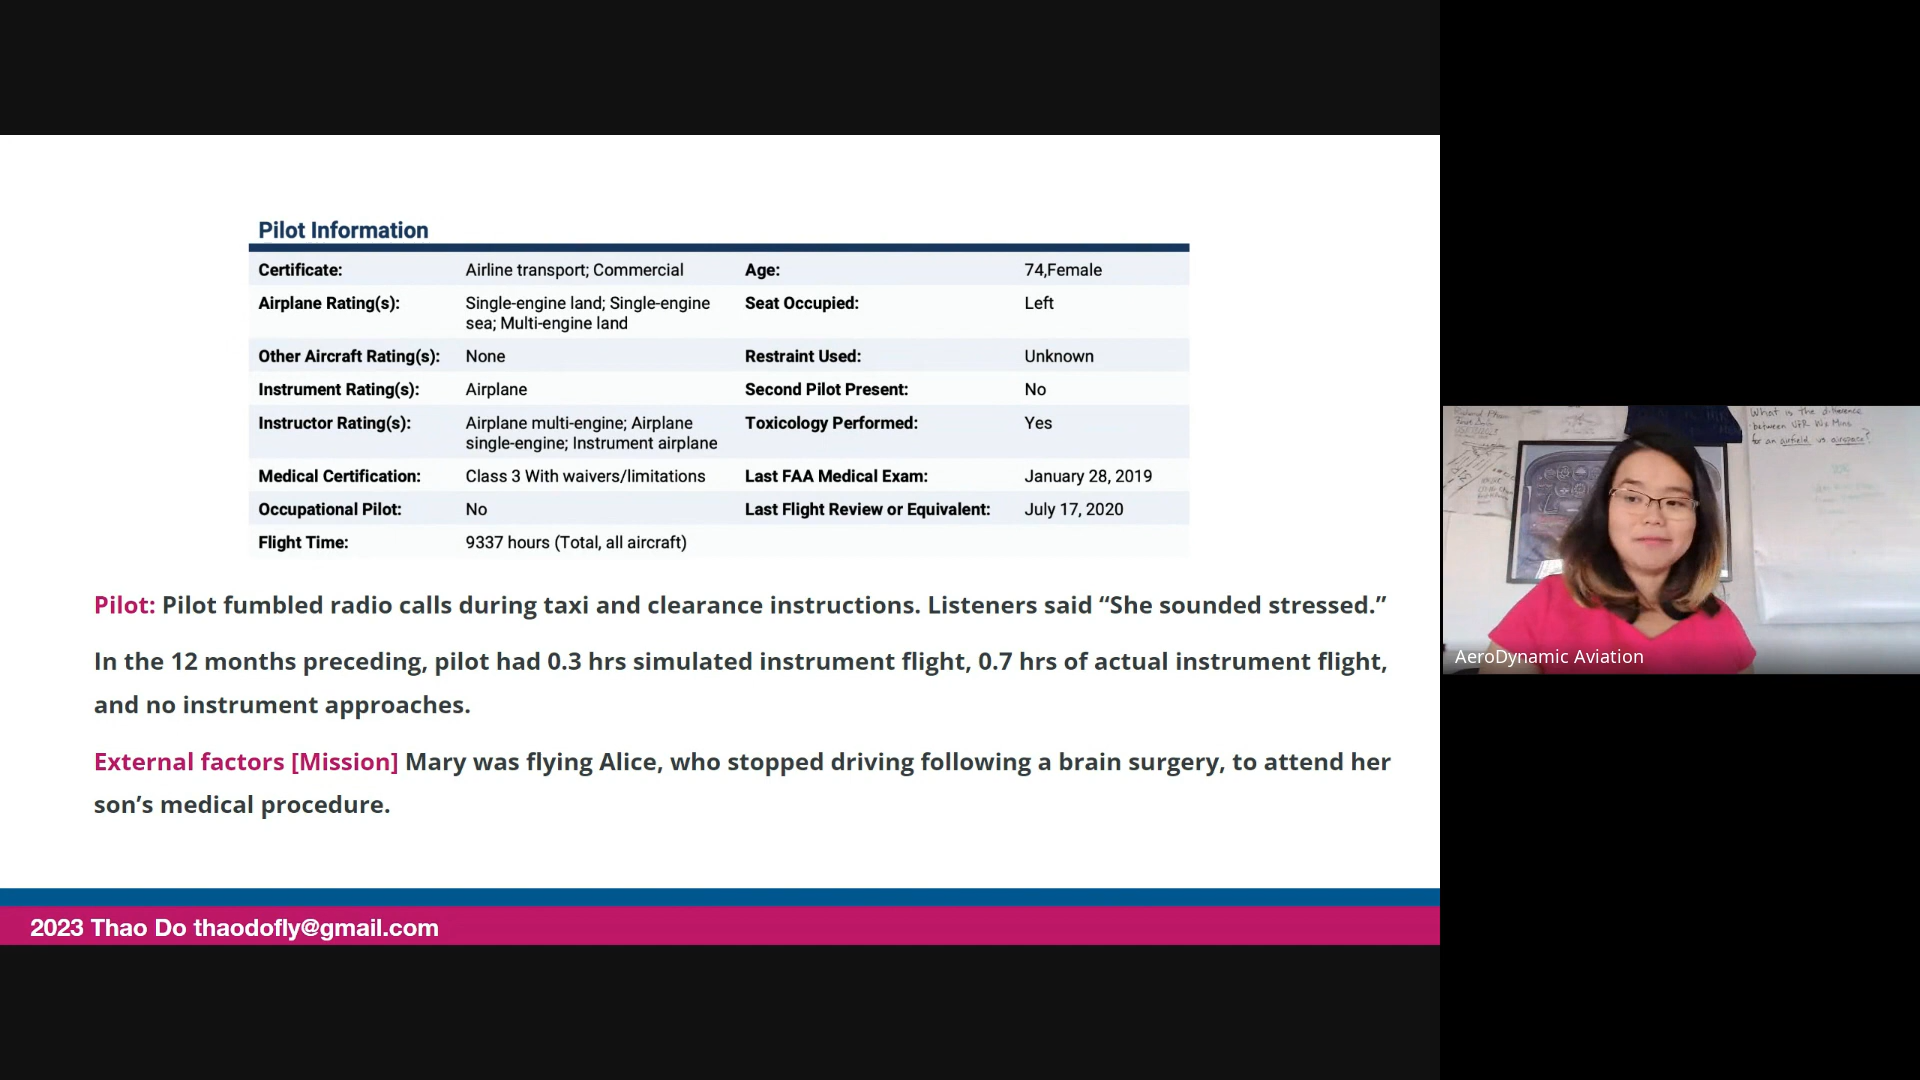 Pilot Information
Certificate: Airline transport; Commercial Age: 74,Female
Airplane Rating(s): Single-engine land; Single-engine Seat Occupied: Left
sea; Multi-engine land
Other Aircraft Rating(s): None Restraint Used: Unknown
Instrument Rating(s): Airplane Second Pilot Present: No
Instructor Rating(s): Airplane multi-engine; Airplane Toxicology Performed: Yes
single-engine; Instrument airplane
Medical Certification: Class 3 With waivers/limitations Last FAA Medical Exam: January 28, 2019
Occupational Pilot: No Last Flight Review or Equivalent: July 17, 2020
Flight Time: 9337 hours (Total, all aircraft)
Pilot: Pilot fumbled radio calls during taxi and clearance instructions. Listeners said “She sounded stressed.”
In the 12 months preceding, pilot had 0.3 hrs simulated instrument flight, 0.7 hrs of actual instrument flight,
and no instrument approaches.
External factors [Mission] Mary was flying Alice, who stopped driving following a brain surgery, to attend her
son’s medical procedure.
2023 Thao Do thaodofly@gmail.com
What is the difference
between VFR Wx Mins
for an airfield vs airspace?
AeroDynamic Aviation